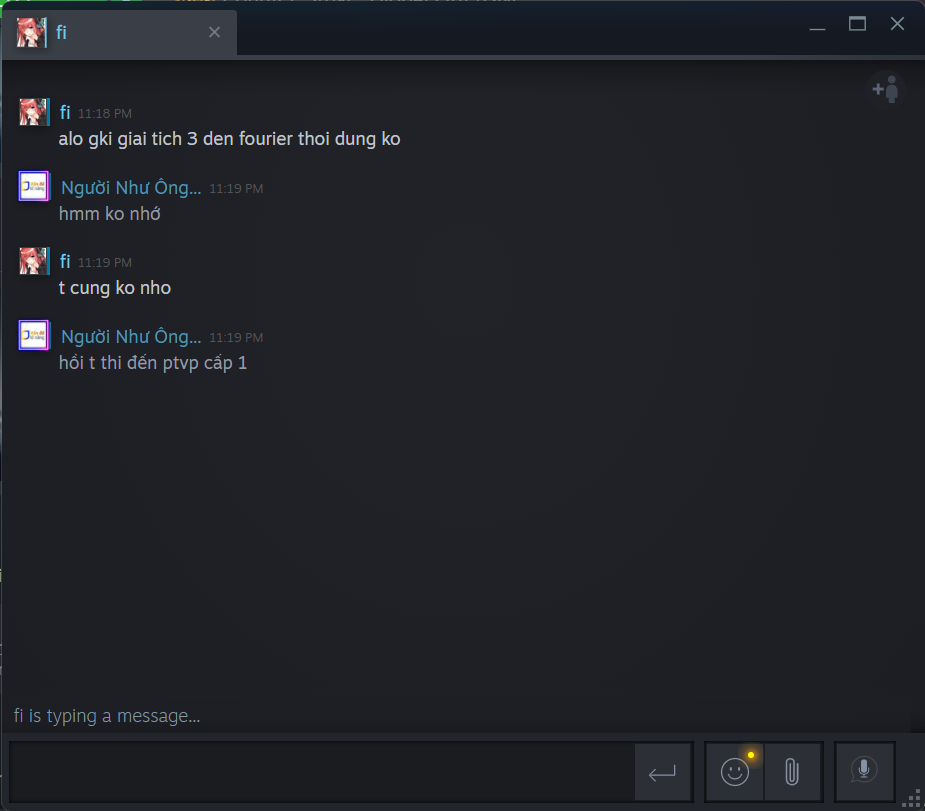 fi
fi 11:18 PM
alo gki giai tich 3 den fourier thoi dung ko
Người Như Ông... 11:19 PM
hmm ko nhớ
fi 11:19 PM
t cung ko nho
Người Như Ông... 11:19 PM
hồi t thi đến ptvp cấp 1
fi is typing a message...